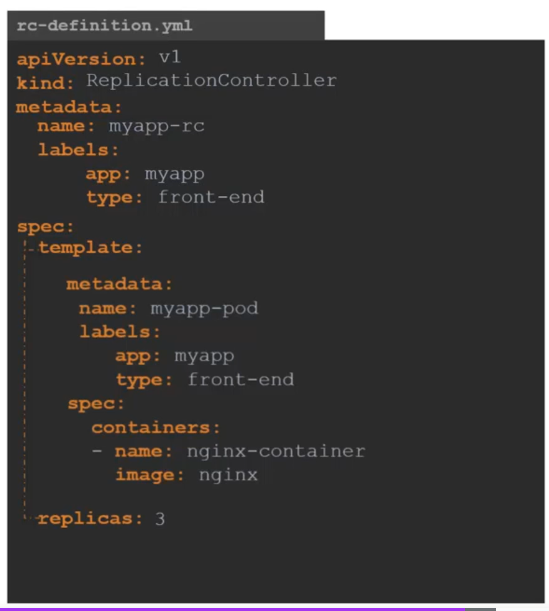 rc-definition.yml
apiVersion: v1
kind: ReplicationController
metadata:
name: myapp-rc
labels:
app: myapp
type: front-end
spec:
template:
metadata:
name: myapp-pod
labels:
app: myapp
type: front-end
spec:
containers:
- name: nginx-container
image: nginx
replicas: 3